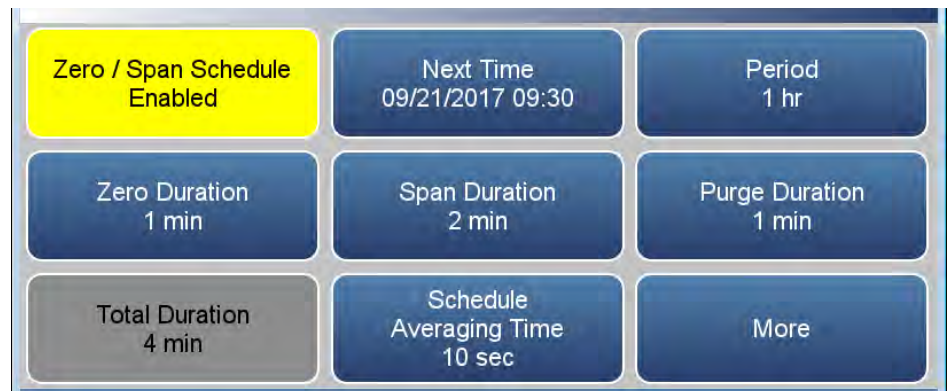 Zero / Span Schedule
Enabled
Next Time
09/21/2017 09:30
Period
1 hr
Zero Duration
1 min
Span Duration
2 min
Purge Duration
1 min
Total Duration
4 min
Schedule
Averaging Time
10 sec
More